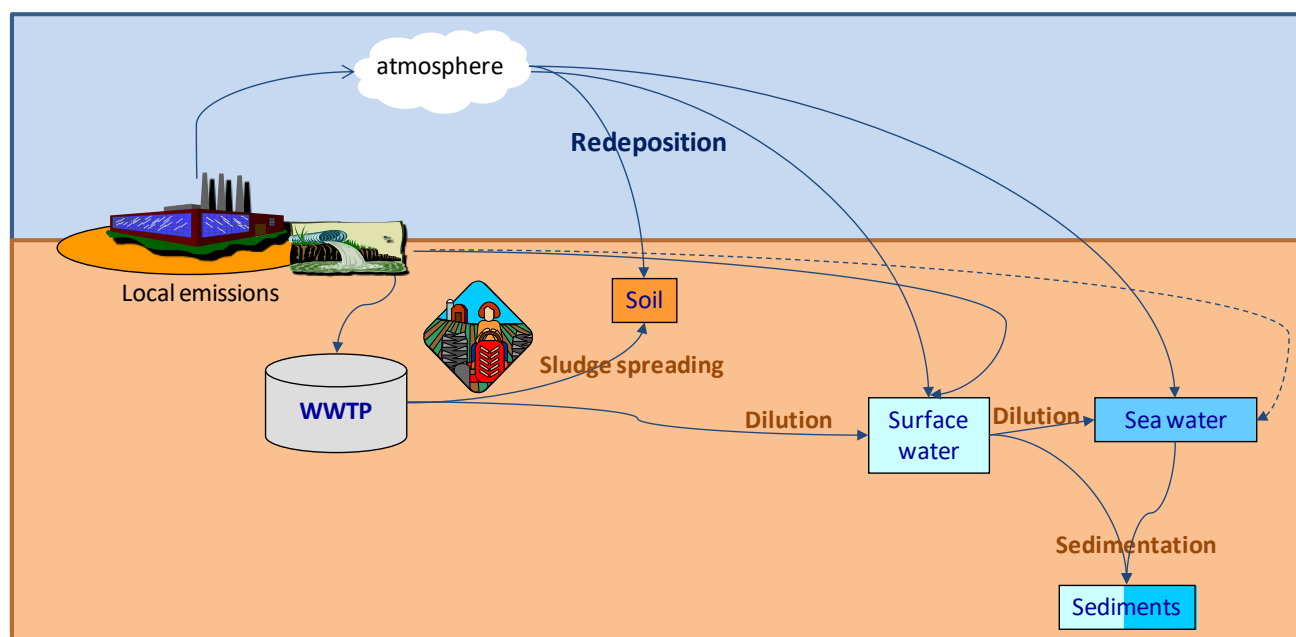 atmosphere
Redeposition
Local emissions
Soil
Sludge spreading
WWTP
Dilution
Surface
water
Dilution
Sea water
Sedimentation
Sediments